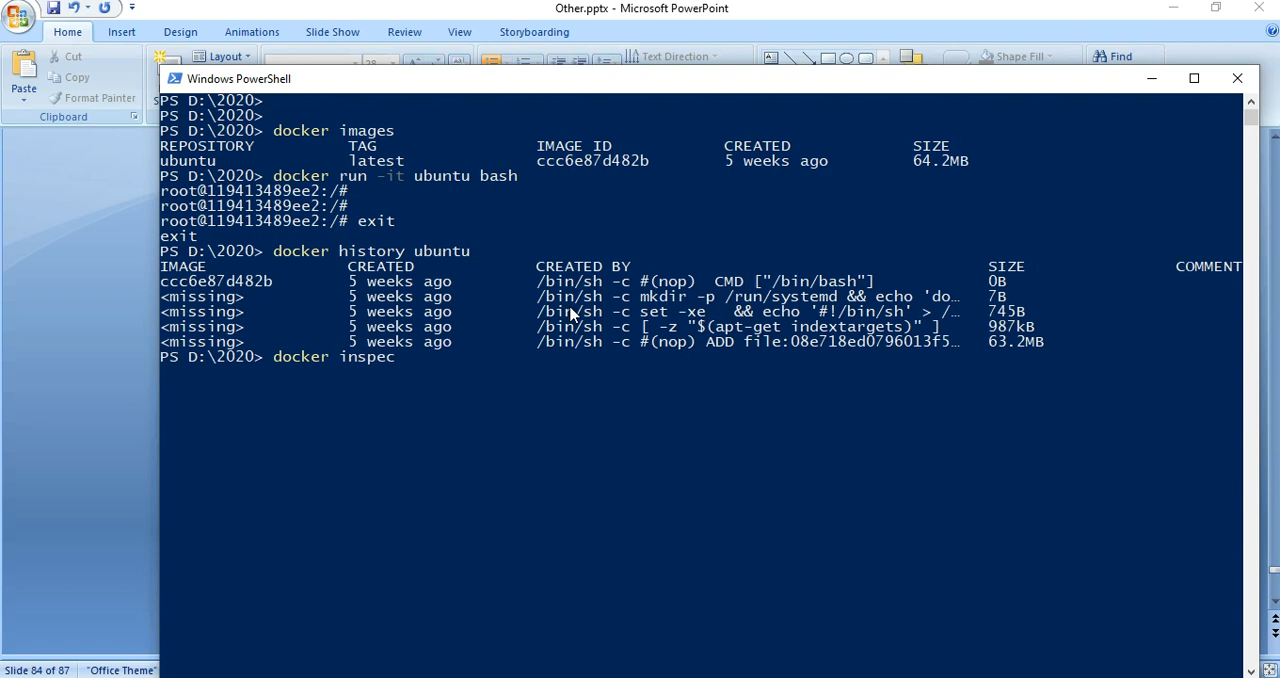 Other.pptx - Microsoft PowerPoint
Home Insert Design Animations Slide Show Review View Storyboarding
Cut Layout Text Direction Shape Fill Find
Paste Copy
Format Painter
Clipboard
Windows PowerShell
PS D:\2020>
PS D:\2020>
PS D:\2020> docker images
REPOSITORY TAG IMAGE ID CREATED SIZE
ubuntu latest ccc6e87d482b 5 weeks ago 64.2MB
PS D:\2020> docker run -it ubuntu bash
root@119413489ee2:/#
root@119413489ee2:/#
root@119413489ee2:/# exit
exit
PS D:\2020> docker history ubuntu
IMAGE CREATED CREATED BY SIZE COMMENT
ccc6e87d482b 5 weeks ago /bin/sh -c #(nop)  CMD ["/bin/bash"] 0B
<missing> 5 weeks ago /bin/sh -c mkdir -p /run/systemd && echo 'do… 7B
<missing> 5 weeks ago /bin/sh -c set -xe   && echo '#!/bin/sh' > /… 745B
<missing> 5 weeks ago /bin/sh -c [ -z "$(apt-get indextargets)" ] 987kB
<missing> 5 weeks ago /bin/sh -c #(nop) ADD file:08e718ed0796013f5… 63.2MB
PS D:\2020> docker inspec
Slide 84 of 87 "Office Theme"